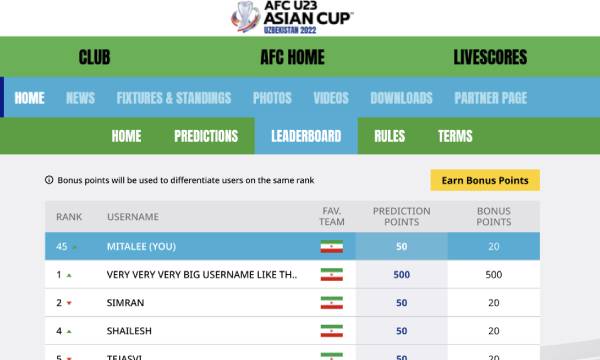 AFC U23
ASIAN CUP™
UZBEKISTAN 2022
CLUB AFC HOME LIVESCORES
HOME NEWS FIXTURES & STANDINGS PHOTOS VIDEOS DOWNLOADS PARTNER PAGE
HOME PREDICTIONS LEADERBOARD RULES TERMS
Bonus points will be used to differentiate users on the same rank Earn Bonus Points
RANK USERNAME FAV. TEAM PREDICTION POINTS BONUS POINTS
45 MITALEE (YOU) 50 20
1 VERY VERY VERY BIG USERNAME LIKE TH.. 500 500
2 SIMRAN 50 20
4 SHAILESH 50 20
5 TEJASVI 50 20